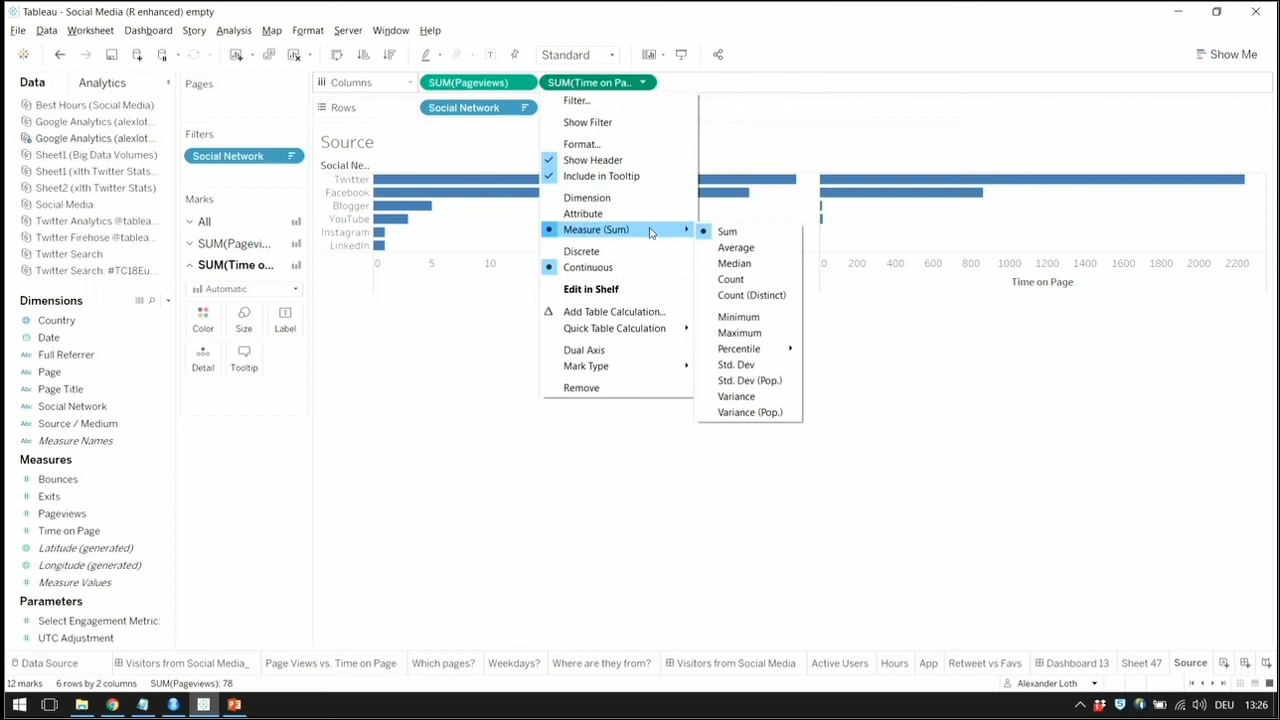 Tableau - Social Media (R enhanced) empty
File Data Worksheet Dashboard Story Analysis Map Format Server Window Help
Standard
Show Me
Data Analytics
Best Hours (Social Media)
Google Analytics (alexlot...
Google Analytics (alexlot...
Sheet1 (Big Data Volumes)
Sheet1 (xlth Twitter Stats...
Sheet2 (xlth Twitter Stats)
Social Media
Twitter Analytics @tablea...
Twitter Firehose @tablea...
Twitter Search
Twitter Search: #TC18Eu...
Dimensions
Country
Date
Abc Full Referrer
Abc Page
Abc Page Title
Abc Social Network
Abc Source / Medium
Abc Measure Names
Measures
Bounces
Exits
Pageviews
Time on Page
Latitude (generated)
Longitude (generated)
Measure Values
Parameters
Select Engagement Metric:
UTC Adjustment
Pages
Filters
Social Network
Marks
All
SUM(Pagevi...
SUM(Time o...
Automatic
Color Size Label
Detail Tooltip
Columns SUM(Pageviews) SUM(Time on Pa..
Rows Social Network
Source
Social Ne..
Twitter
Facebook
Blogger
YouTube
Instagram
LinkedIn
0 5 10
0 200 400 600 800 1000 1200 1400 1600 1800 2000 2200
Time on Page
Filter...
Show Filter
Format...
Show Header
Include in Tooltip
Dimension
Attribute
Measure (Sum)
Discrete
Continuous
Edit in Shelf
Add Table Calculation...
Quick Table Calculation
Dual Axis
Mark Type
Remove
Sum
Average
Median
Count
Count (Distinct)
Minimum
Maximum
Percentile
Std. Dev
Std. Dev (Pop.)
Variance
Variance (Pop.)
Data Source Visitors from Social Media_ Page Views vs. Time on Page Which pages? Weekdays? Where are they from? Visitors from Social Media Active Users Hours App Retweet vs Favs Dashboard 13 Sheet 47 Source
12 marks 6 rows by 2 columns SUM(Pageviews): 78 Alexander Loth
DEU 13:26